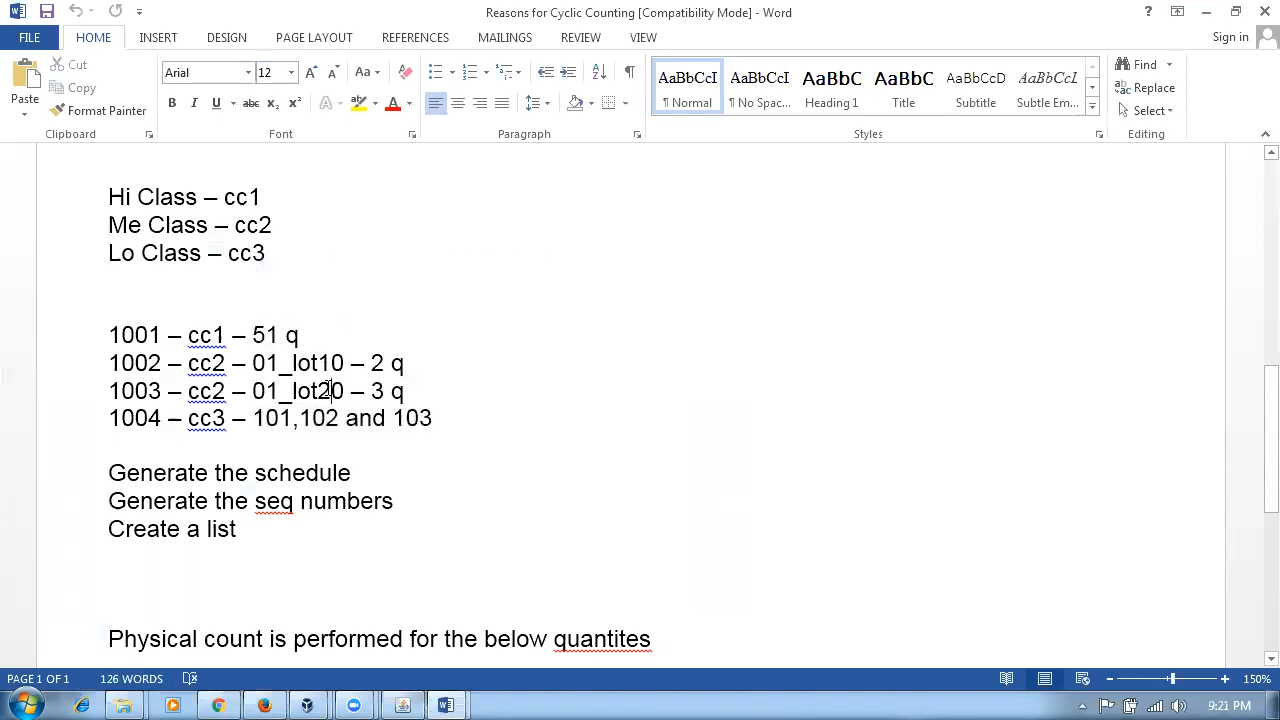 Reasons for Cyclic Counting [Compatibility Mode] - Word
?
FILE HOME INSERT DESIGN PAGE LAYOUT REFERENCES MAILINGS REVIEW VIEW Sign in
Paste
Cut
Copy
Format Painter
Clipboard
Arial 12
Aa
B I U abc x₂ x² A A
Font
Paragraph
AaBbCcI AaBbCcI AaBbC AaBbC AaBbCcD AaBbCcI
¶ Normal ¶ No Spac... Heading 1 Title Subtitle Subtle Em...
Styles
Find
Replace
Select
Editing
Hi Class – cc1
Me Class – cc2
Lo Class – cc3
1001 – cc1 – 51 q
1002 – cc2 – 01_lot10 – 2 q
1003 – cc2 – 01_lot20 – 3 q
1004 – cc3 – 101,102 and 103
Generate the schedule
Generate the seq numbers
Create a list
Physical count is performed for the below quantites
PAGE 1 OF 1 126 WORDS 150%
9:21 PM